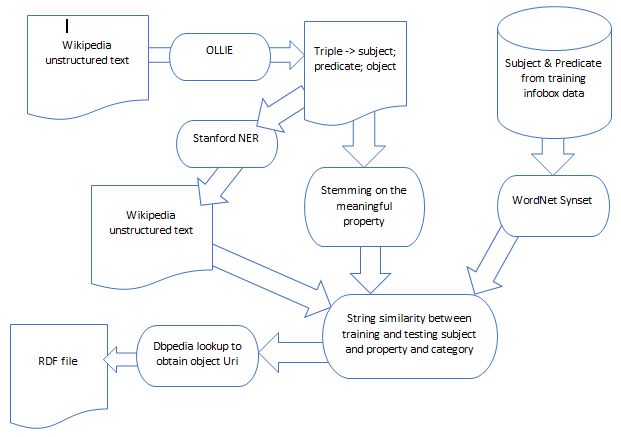 Wikipedia
unstructured text
OLLIE
Triple -> subject;
predicate; object
Subject & Predicate
from training
infobox data
Stanford NER
Stemming on the
meaningful
property
WordNet Synset
Wikipedia
unstructured text
String similarity between
training and testing subject
and property and category
Dbpedia lookup to
obtain object Uri
RDF file